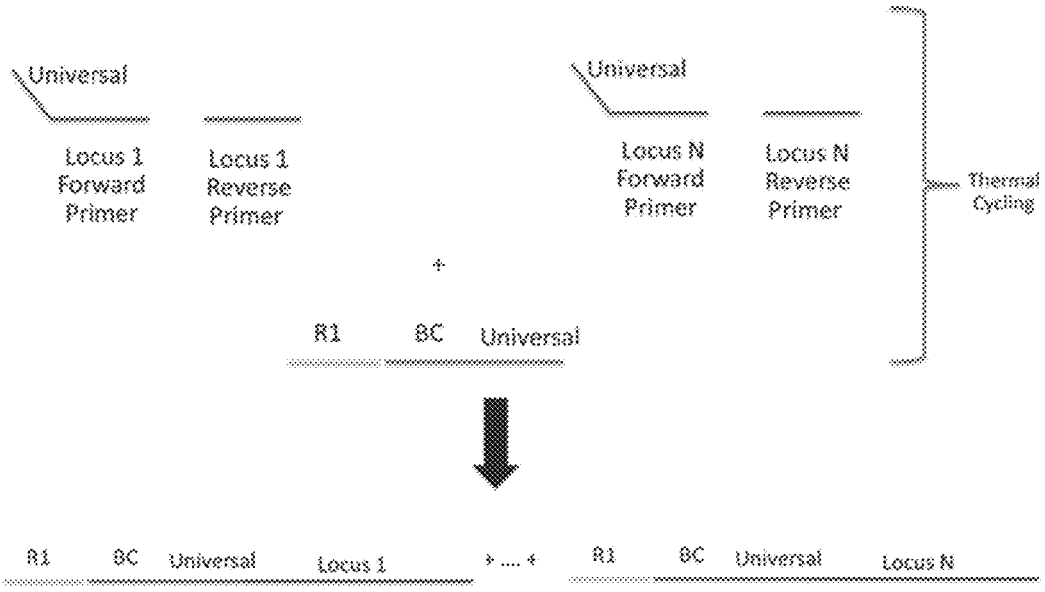 Universal
Universal
Locus 1
Forward
Primer
Locus 1
Reverse
Primer
Locus N
Forward
Primer
Locus N
Reverse
Primer
Thermal
Cycling
+
R1 BC Universal
R1 BC Universal Locus 1 + .... + R1 BC Universal Locus N